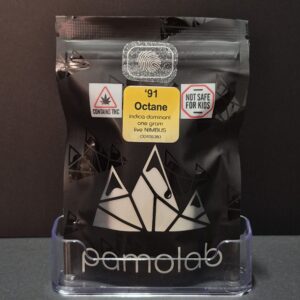 '91
Octane
indica dominant
one gram
live NIMBUS
CONTAINS THC
NOT SAFE
FOR KIDS
pamolab